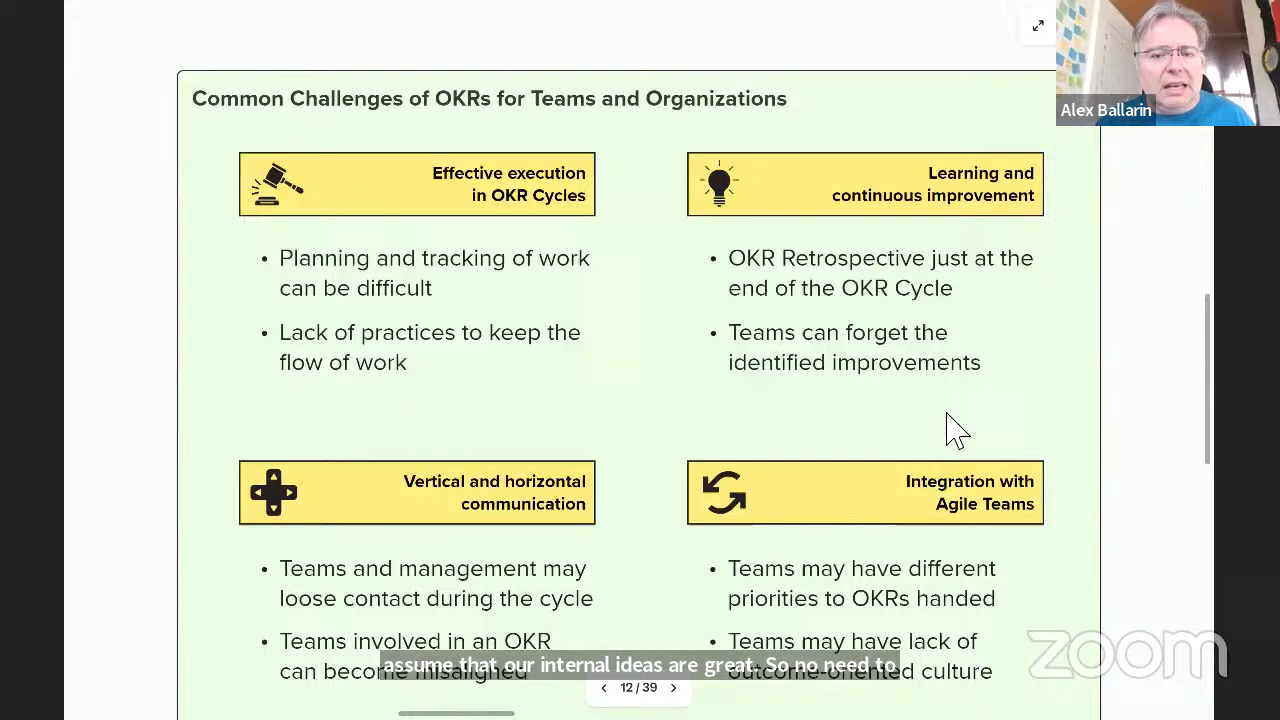 Common Challenges of OKRs for Teams and Organizations
Alex Ballarin
Effective execution
in OKR Cycles
• Planning and tracking of work
can be difficult
• Lack of practices to keep the
flow of work
Learning and
continuous improvement
• OKR Retrospective just at the
end of the OKR Cycle
• Teams can forget the
identified improvements
Vertical and horizontal
communication
• Teams and management may
loose contact during the cycle
• Teams involved in an OKR
can become misaligned
Integration with
Agile Teams
• Teams may have different
priorities to OKRs handed
• Teams may have lack of
outcome-oriented culture
assume that our internal ideas are great. So no need to
12/39
zoom